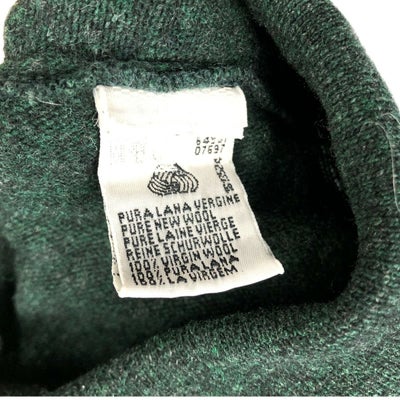 07697
PURA LANA VERGINE
PURE NEW WOOL
PURE LAINE VIERGE
REINE SCHURWOLLE
100% VIRGIN WOOL
100% PURA LANA
100% LA VIRGEM